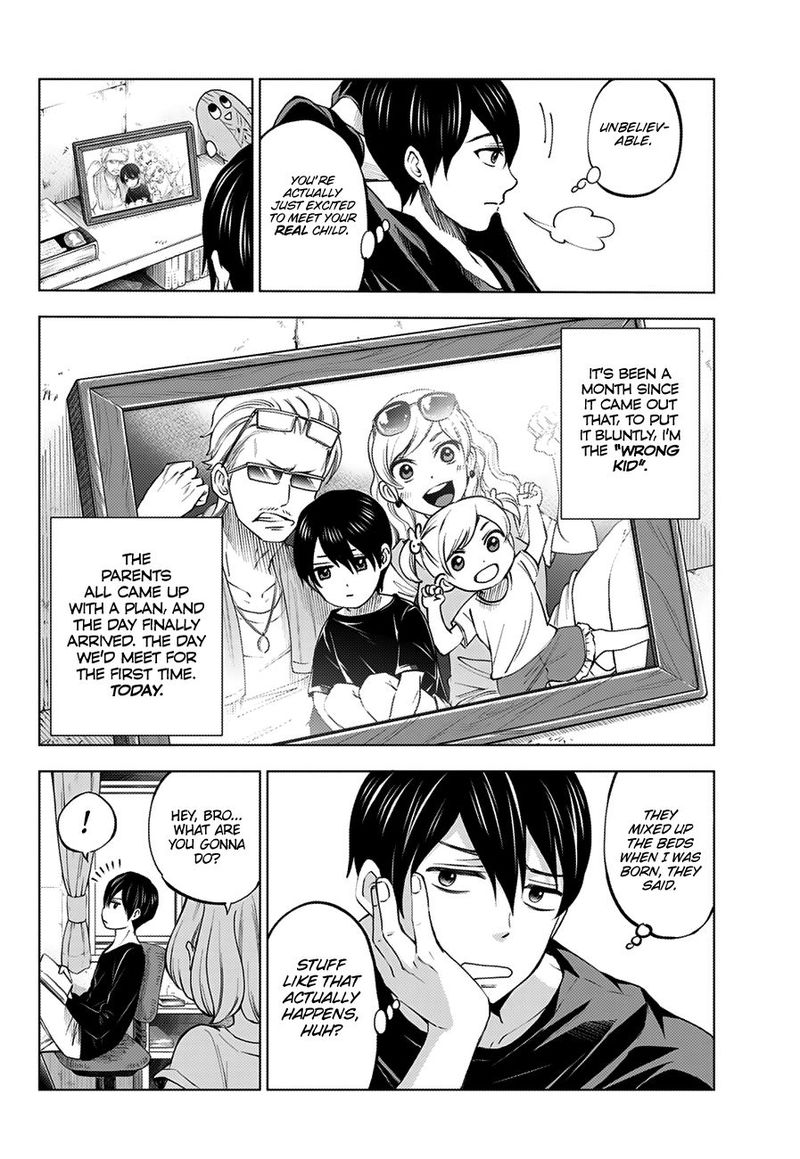 UNBELIEV-
ABLE.
YOU'RE
ACTUALLY
JUST EXCITED
TO MEET YOUR
REAL CHILD.
IT'S BEEN A
MONTH SINCE
IT CAME OUT
THAT, TO PUT
IT BLUNTLY, I'M
THE "WRONG
KID".
THE
PARENTS
ALL CAME UP
WITH A PLAN, AND
THE DAY FINALLY
ARRIVED. THE DAY
WE'D MEET FOR
THE FIRST TIME.
TODAY.
THEY
MIXED UP
THE BEDS
WHEN I WAS
BORN, THEY
SAID.
STUFF
LIKE THAT
ACTUALLY
HAPPENS,
HUH?
HEY, BRO...
WHAT ARE
YOU GONNA
DO?
!